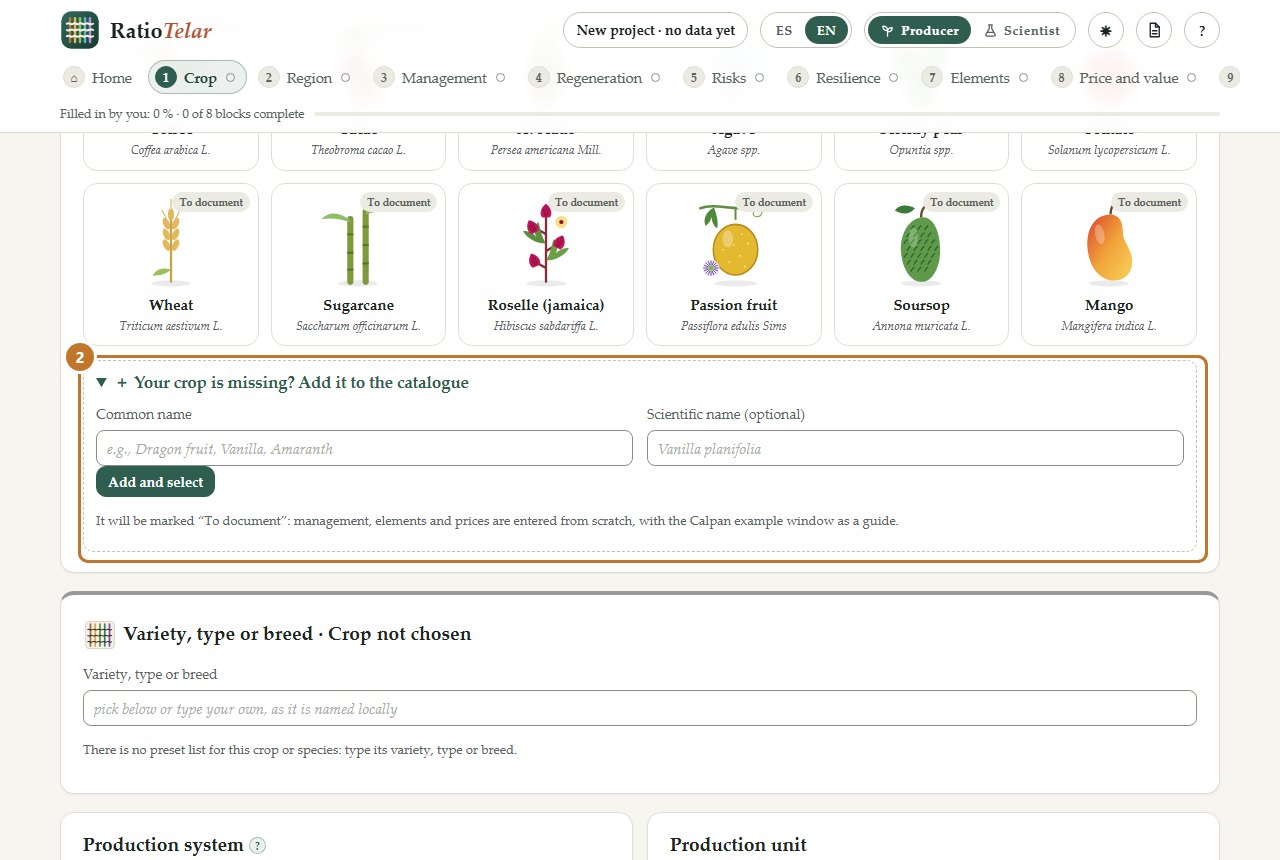 RatioTelar
New project · no data yet
ES EN
Producer Scientist
?
Home
1 Crop
2 Region
3 Management
4 Regeneration
5 Risks
6 Resilience
7 Elements
8 Price and value
9
Filled in by you: 0 % · 0 of 8 blocks complete
Coffea arabica L.
Theobroma cacao L.
Persea americana Mill.
Agave spp.
Opuntia spp.
Solanum lycopersicum L.
To document
Wheat
Triticum aestivum L.
To document
Sugarcane
Saccharum officinarum L.
To document
Roselle (jamaica)
Hibiscus sabdariffa L.
To document
Passion fruit
Passiflora edulis Sims
To document
Soursop
Annona muricata L.
To document
Mango
Mangifera indica L.
2
▼ + Your crop is missing? Add it to the catalogue
Common name
e.g., Dragon fruit, Vanilla, Amaranth
Scientific name (optional)
Vanilla planifolia
Add and select
It will be marked “To document”: management, elements and prices are entered from scratch, with the Calpan example window as a guide.
Variety, type or breed · Crop not chosen
Variety, type or breed
pick below or type your own, as it is named locally
There is no preset list for this crop or species: type its variety, type or breed.
Production system ?
Production unit